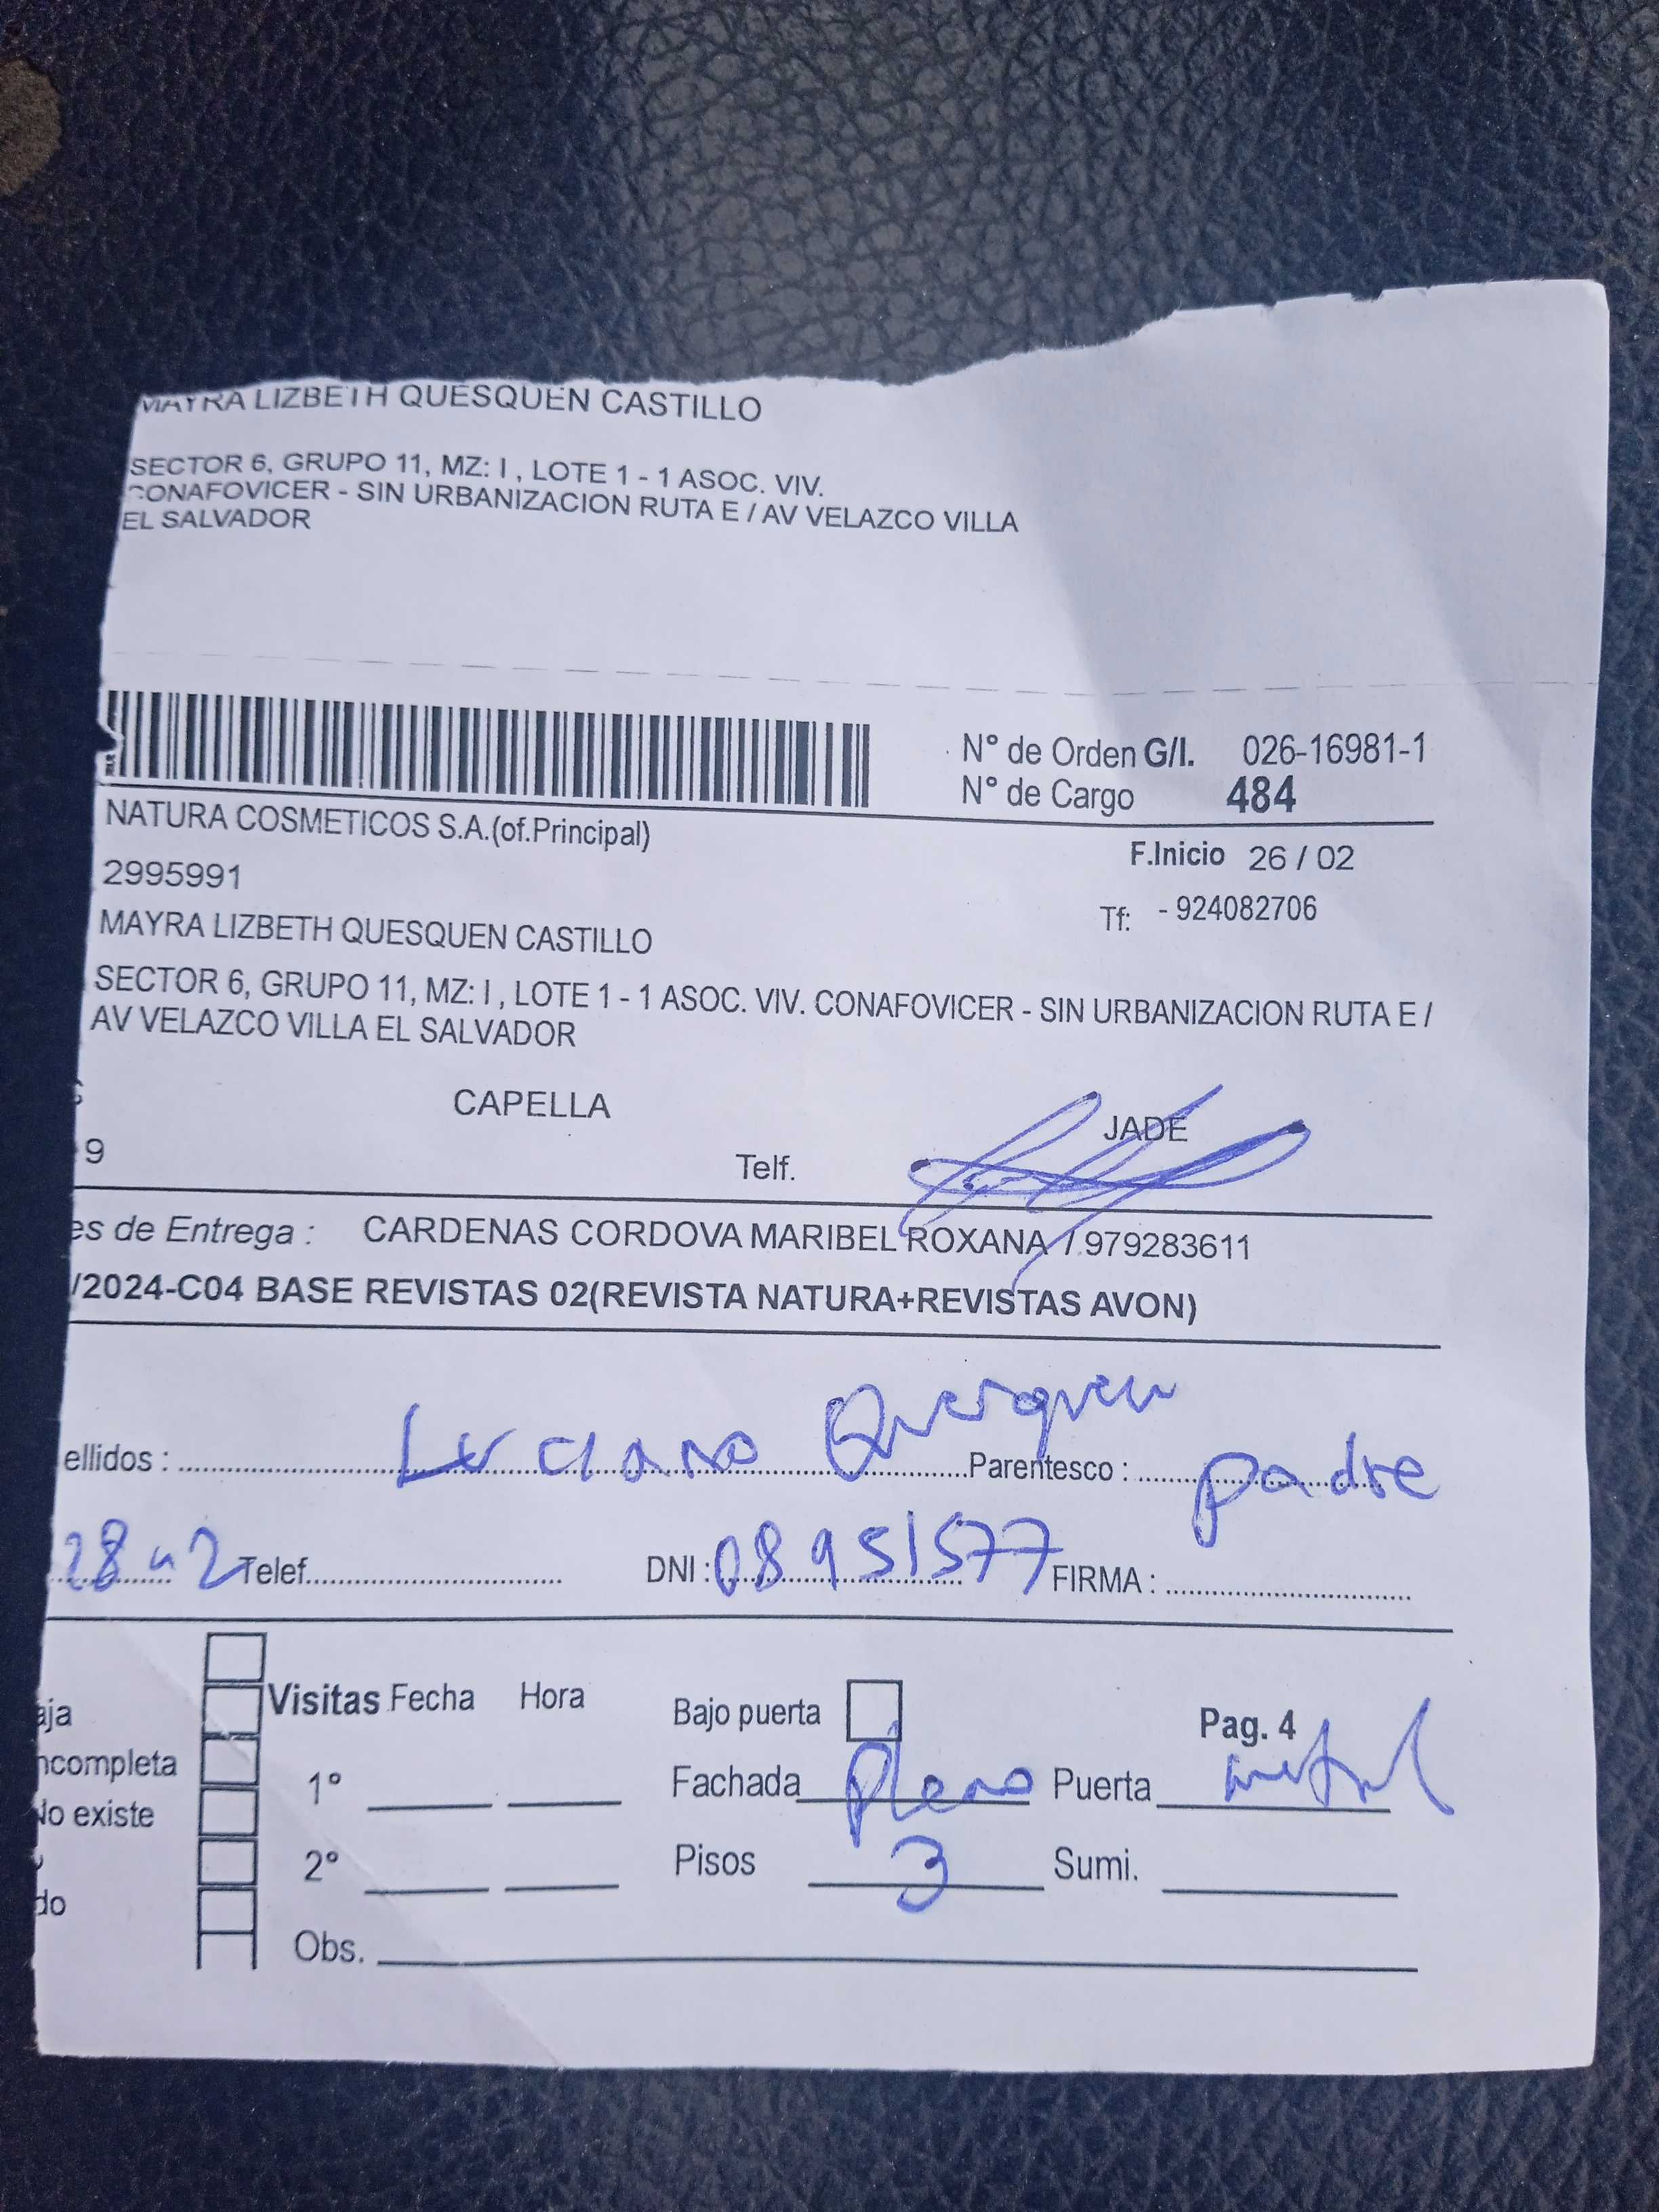 MAYRA LIZBETH QUESQUEN CASTILLO
SECTOR 6, GRUPO 11, MZ: I , LOTE 1 - 1 ASOC. VIV.
CONAFOVICER - SIN URBANIZACION RUTA E / AV VELAZCO VILLA
EL SALVADOR
N° de Orden G/I. 026-16981-1
N° de Cargo 484
NATURA COSMETICOS S.A.(of.Principal)
F.Inicio 26 / 02
2995991
Tf: - 924082706
MAYRA LIZBETH QUESQUEN CASTILLO
SECTOR 6, GRUPO 11, MZ: I , LOTE 1 - 1 ASOC. VIV. CONAFOVICER - SIN URBANIZACION RUTA E /
AV VELAZCO VILLA EL SALVADOR
CAPELLA JADE
9 Telf.
es de Entrega : CARDENAS CORDOVA MARIBEL ROXANA / 979283611
/2024-C04 BASE REVISTAS 02(REVISTA NATURA+REVISTAS AVON)
ellidos : Luciano Quesquen Parentesco : padre
28 Telef. DNI : 08951577 FIRMA :
Visitas Fecha Hora Bajo puerta Pag. 4
aja
ncompleta 1° Fachada Puerta metal
No existe
2° Pisos 3 Sumi.
do
Obs.